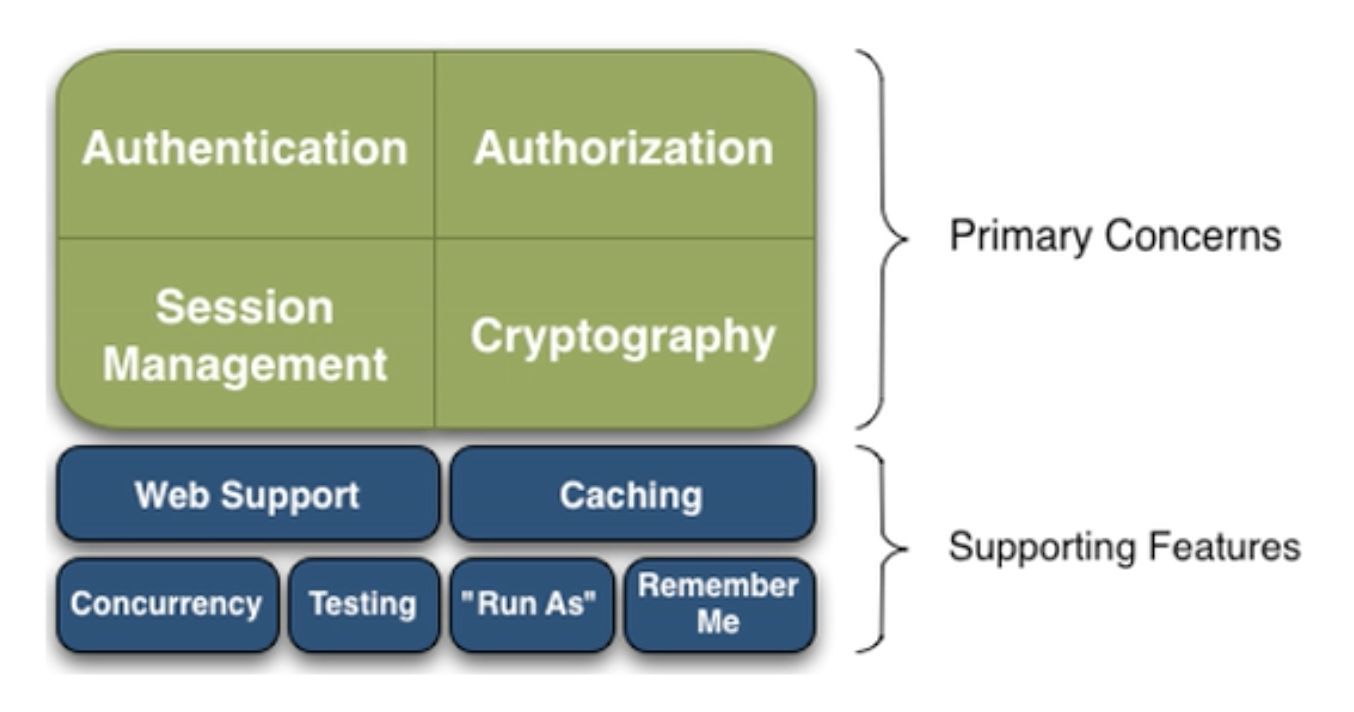 Authentication
Authorization
Session
Management
Cryptography
Primary Concerns
Web Support
Caching
Concurrency
Testing
"Run As"
Remember
Me
Supporting Features